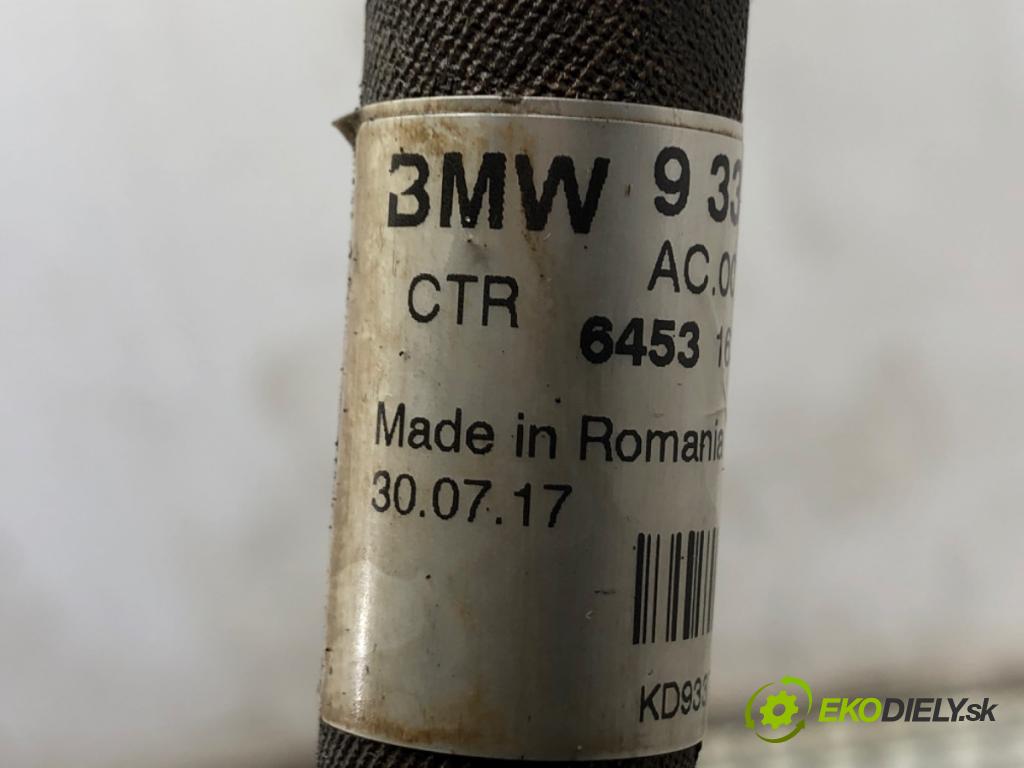 BMW 9 33
CTR AC.00
6453 16
Made in Romania
30.07.17
KD933
EKODIELY.sk